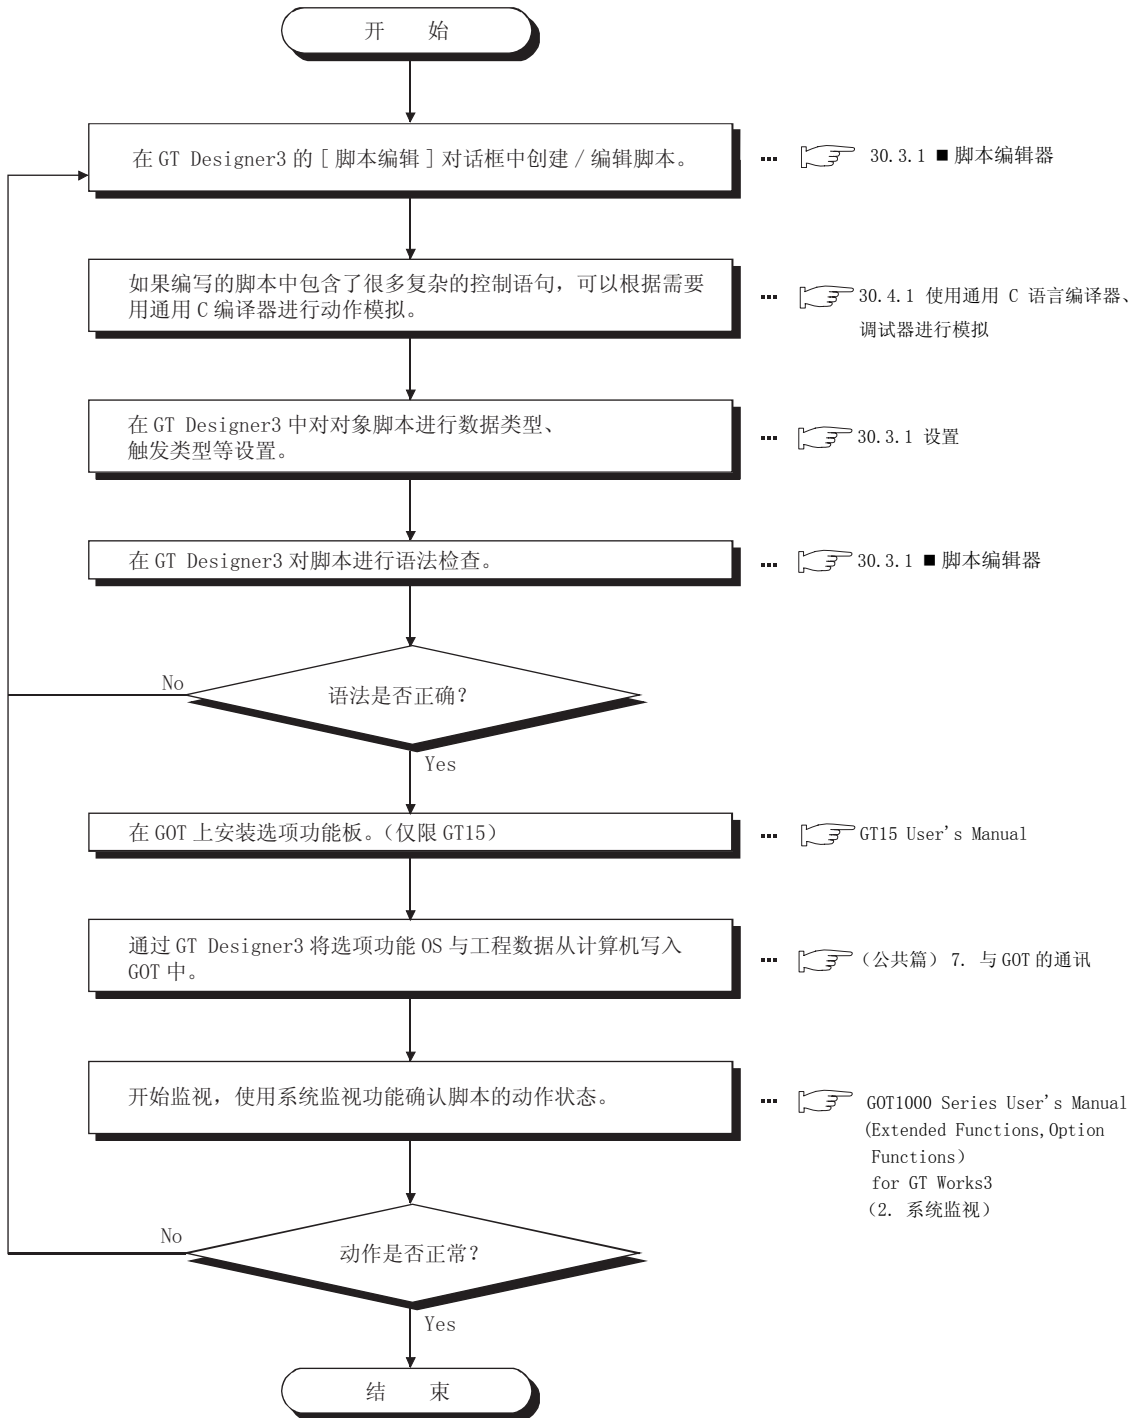 开 始
在 GT Designer3 的 [ 脚本编辑 ] 对话框中创建 / 编辑脚本。
30.3.1 ■ 脚本编辑器
如果编写的脚本中包含了很多复杂的控制语句，可以根据需要
用通用 C 编译器进行动作模拟。
30.4.1 使用通用 C 语言编译器、
调试器进行模拟
在 GT Designer3 中对对象脚本进行数据类型、
触发类型等设置。
30.3.1 设置
在 GT Designer3 对脚本进行语法检查。
30.3.1 ■ 脚本编辑器
No
语法是否正确？
Yes
在 GOT 上安装选项功能板。（仅限 GT15）
GT15 User's Manual
通过 GT Designer3 将选项功能 OS 与工程数据从计算机写入
GOT 中。
（公共篇） 7. 与 GOT 的通讯
开始监视，使用系统监视功能确认脚本的动作状态。
GOT1000 Series User's Manual
(Extended Functions,Option
Functions)
for GT Works3
（2. 系统监视）
No
动作是否正常？
Yes
结 束